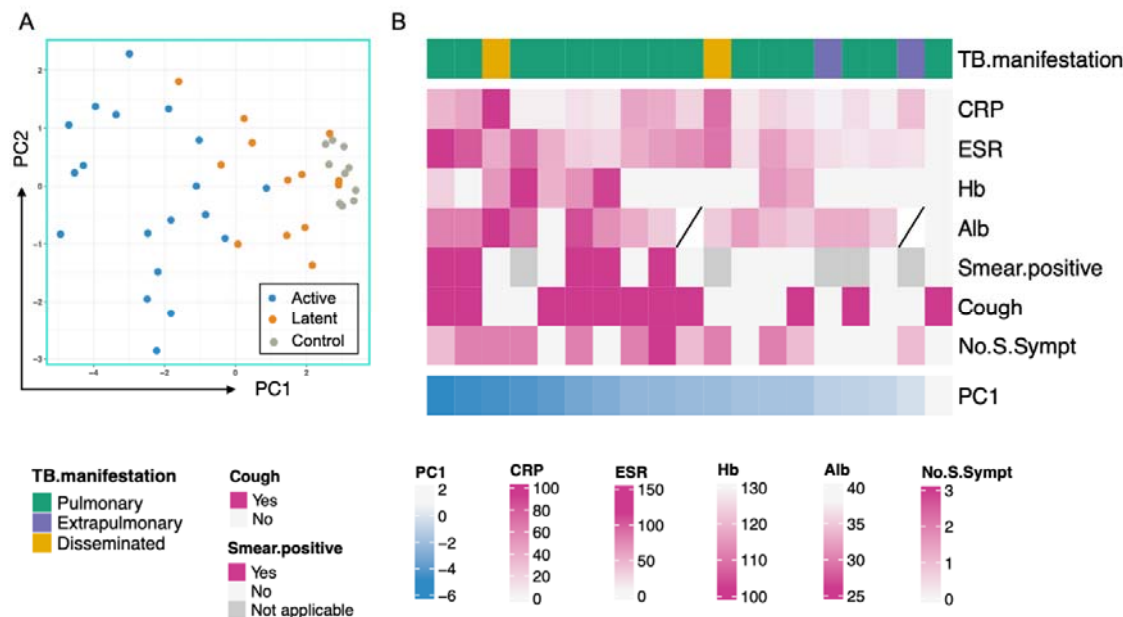 A
B
2
1
0
-1
-2
-3
PC2
-4
-2
0
2
PC1
Active
Latent
Control
TB.manifestation
CRP
ESR
Hb
Alb
Smear.positive
Cough
No.S.Sympt
PC1
TB.manifestation
Pulmonary
Extrapulmonary
Disseminated
Cough
Yes
No
Smear.positive
Yes
No
Not applicable
PC1
2
0
−2
−4
−6
CRP
100
80
60
40
20
0
ESR
150
100
50
0
Hb
130
120
110
100
Alb
40
35
30
25
No.S.Sympt
3
2
1
0